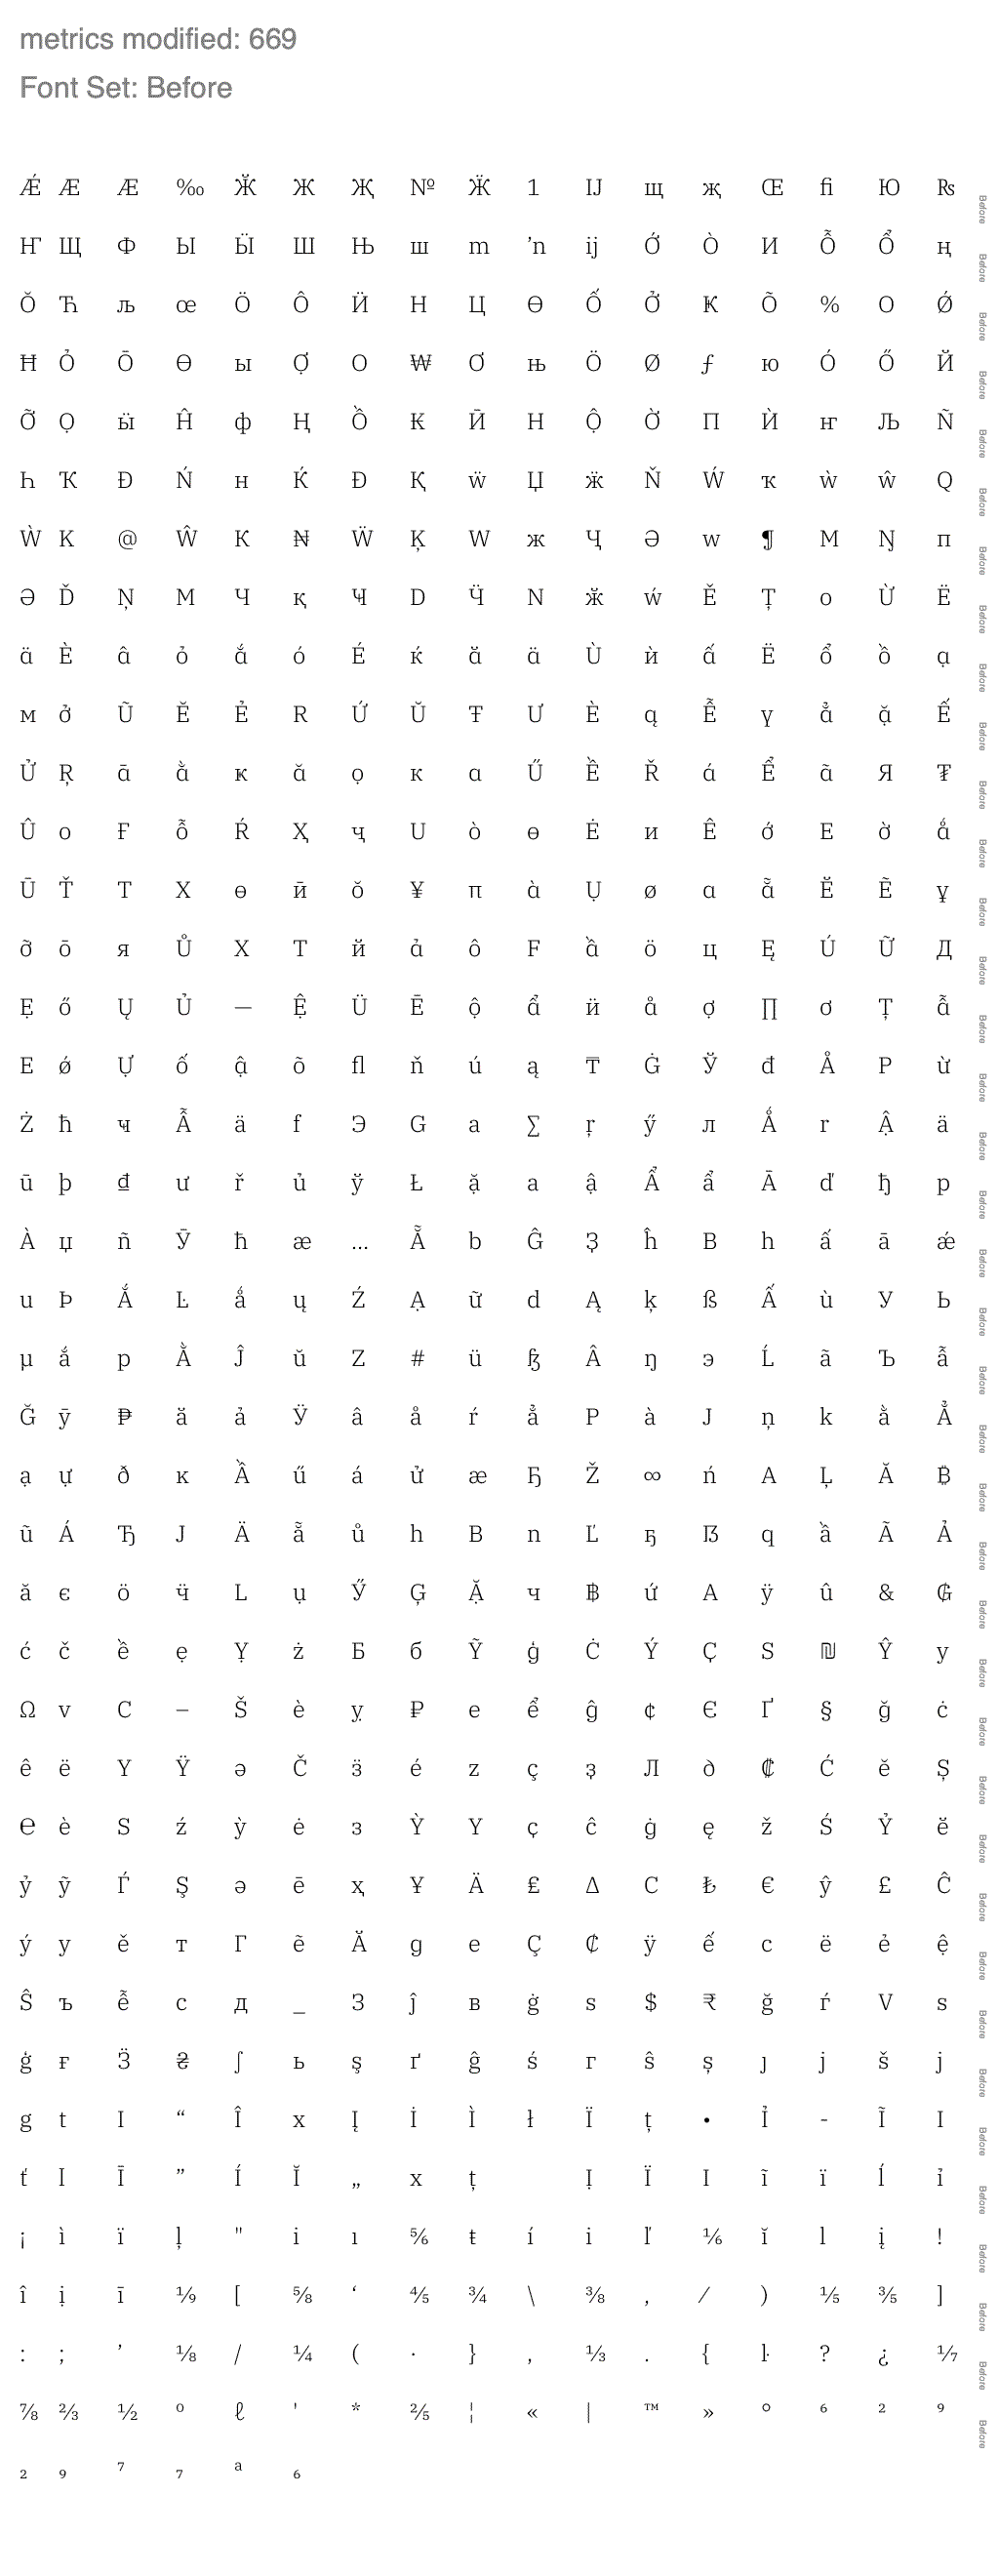 metrics modified: 669
Font Set: Before
Ǽ Æ Æ ‰ Ӂ Ж Җ № Ӝ 1 Ĳ щ җ Œ ﬁ Ю ₨ Before
Ҥ Щ Ф Ы Ӹ Ш Њ ш m ŉ ĳ Ớ Ò И Ỗ Ổ ң Before
Ŏ Ћ љ œ Ö Ô Ӥ Н Ц Ө Ố Ở Ҝ Õ % O Ǿ Before
Ħ Ỏ Ō Ө ы Ợ О ₩ Ơ њ Ӧ Ø ƒ ю Ó Ő Й Before
Ỡ Ọ ӹ Ĥ ф Ң Ồ ₭ Ӣ H Ộ Ờ П Ѝ ҥ Љ Ñ Before
Һ Ҡ Đ Ń н Ќ Ð Қ ẅ Џ ӝ Ň Ẃ ҡ ẁ ŵ Q Before
Ẁ K @ Ŵ К ₦ Ẅ Ķ W ж Ҷ Ə w ¶ M Ŋ п Before
Ә Ď Ņ М Ч қ Ҹ D Ӵ N ӂ ẃ Ě Ţ о Ừ Ë Before
ä È â ỏ ắ ó É ќ ă ä Ù ѝ ấ Ё ổ ồ ạ Before
м ở Ũ Ĕ Ẻ R Ứ Ŭ Ŧ Ư Ѐ ą Ễ γ ẳ ặ Ế Before
Ử Ŗ ā ằ ҝ ă ọ к ɑ Ű Ề Ř á Ể ã Я ₮ Before
Û o Ғ ỗ Ŕ Ҳ ҷ U ò ө Ė и Ê ớ E ờ ǻ Before
Ū Ť T Х ө ӣ ŏ ¥ π à Ụ ø ɑ ẵ Ӗ Ẽ ұ Before
ỡ ō я Ů X Т й ả ô F ầ ö ц Ę Ú Ữ Д Before
Ẹ ő Ų Ủ — Ệ Ü Ē ộ ẩ ӥ å ợ ∏ ơ Ț ẫ Before
Е ǿ Ự ố ậ õ ﬂ ň ú ą ₸ Ġ Ў đ Å P ừ Before
Ż ħ ҹ Ẫ ä f Э G a ∑ ŗ ӳ л Ǻ r Ậ ä Before
ū þ ₫ ư ř ủ ў Ł ặ а ậ Ẩ ẩ Ā ď ђ р Before
À џ ñ Ӯ ћ æ … Ẵ b Ĝ Ҙ ĥ В h ấ ā ǽ Before
u Þ Ắ Ŀ ǻ ų Ź Ạ ữ d Ą ķ ß Ấ ù У Ь Before
µ ắ p Ằ Ĵ ŭ Z # ü ꜩ Â ŋ э Ĺ ã Ъ ẫ Before
Ğ ȳ ₱ ӑ ả Ӱ â å ŕ ẳ Р à J ņ k ằ Ẳ Before
ạ ự ð к Ầ ű á ử ӕ Ҕ Ž ∞ ń A Ļ Ă ₿ Before
ũ Á Ђ Ј Ä ẵ ů һ B n Ľ ҕ ẞ q ầ Ã Ả Before
ă є ӧ ӵ L ụ Ӳ Ģ Ặ ч ฿ ứ А ÿ û & ₲ Before
ć č ề ẹ Ỵ ż Б б Ỹ ģ Ċ Ý Ҫ Ѕ ₪ Ŷ у Before
Ω v С – Š è ỵ ₽ e ể ĝ ¢ Є Ґ § ğ ċ Before
ê ë Y Ÿ ə Č ӟ é z ç ҙ Л ∂ ₡ Ć ĕ Ș Before
℮ ѐ S ź ỳ ė з Ỳ Ү ҫ ĉ ġ ę ž Ś Ỷ ӗ Before
ỷ ỹ Ѓ Ş ә ē ҳ Ұ Ӓ ₤ ∆ C ₺ € ŷ £ Ĉ Before
ý y ě т Г ẽ Ӑ g е Ç ₵ ÿ ế c ё ẻ ệ Before
Ŝ ъ ễ с д _ З ĵ в ġ s $ ₹ ğ ѓ V ѕ Before
ģ ғ Ӟ ₴ ∫ ь ş ґ ĝ ś г ŝ ș ȷ j š ј Before
g t I “ Î x Į İ Ì ł Ï ț • Ỉ - Ĩ І Before
ť Ӏ Ī ” Í Ĭ „ х ţ Ị Ї I ĩ ї ĺ ỉ Before
¡ ì ï ļ " i ı ⅚ ŧ í і ľ ⅙ ĭ l į ! Before
î ị ī ⅑ [ ⅝ ‘ ⅘ ¾ \ ⅜ ‚ ⁄ ) ⅕ ⅗ ] Before
: ; ’ ⅛ / ¼ ( · } , ⅓ . { ŀ ? ¿ ⅐ Before
⅞ ⅔ ½ º ℓ ' * ⅖ ¦ « | ™ » ° ⁶ ² ⁹ Before
₂ ₉ ⁷ ₇ ª ₆